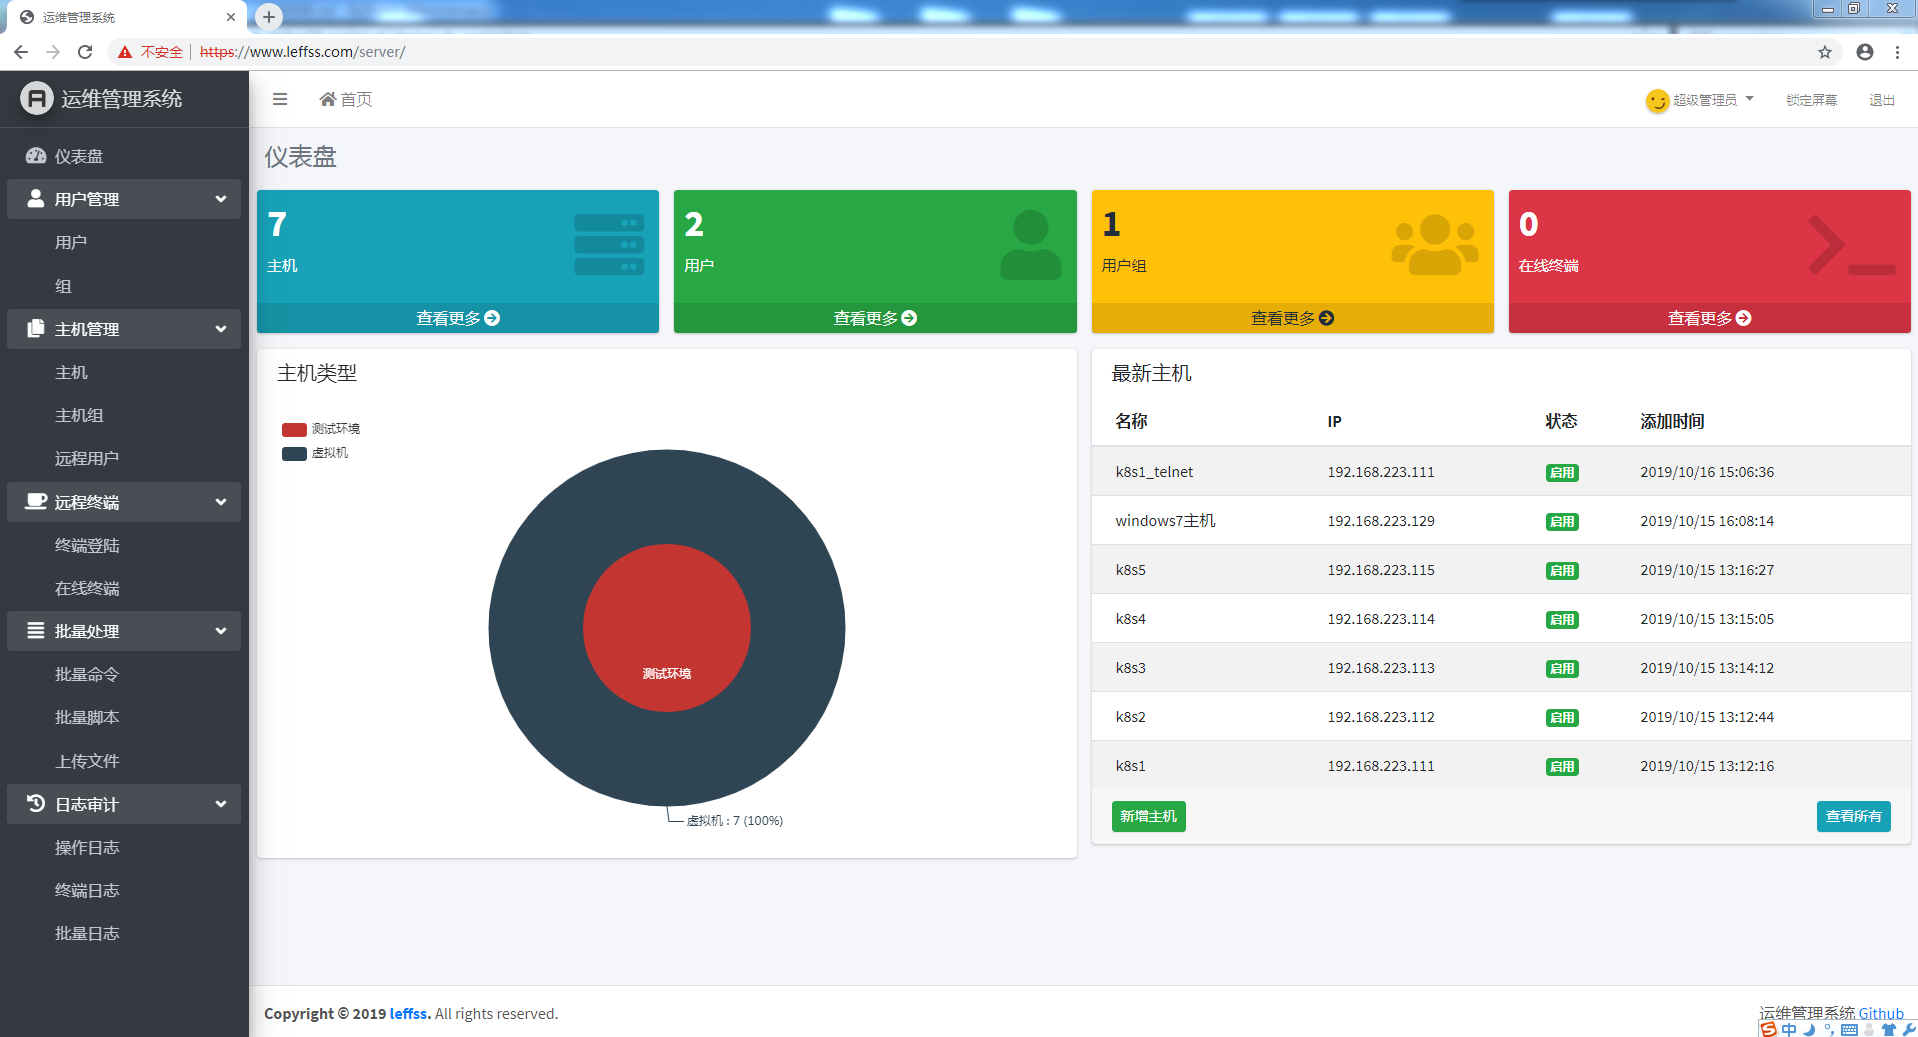 运维管理系统
不安全 https://www.leffss.com/server/
运维管理系统
首页
超级管理员
锁定屏幕
退出
仪表盘
用户管理
用户
组
主机管理
主机
主机组
远程用户
远程终端
终端登陆
在线终端
批量处理
批量命令
批量脚本
上传文件
日志审计
操作日志
终端日志
批量日志
仪表盘
7
主机
查看更多
2
用户
查看更多
1
用户组
查看更多
0
在线终端
查看更多
主机类型
测试环境
虚拟机
测试环境
虚拟机 : 7 (100%)
最新主机
名称 IP 状态 添加时间
k8s1_telnet 192.168.223.111 启用 2019/10/16 15:06:36
windows7主机 192.168.223.129 启用 2019/10/15 16:08:14
k8s5 192.168.223.115 启用 2019/10/15 13:16:27
k8s4 192.168.223.114 启用 2019/10/15 13:15:05
k8s3 192.168.223.113 启用 2019/10/15 13:14:12
k8s2 192.168.223.112 启用 2019/10/15 13:12:44
k8s1 192.168.223.111 启用 2019/10/15 13:12:16
新增主机
查看所有
Copyright © 2019 leffss. All rights reserved.
运维管理系统 Github
中